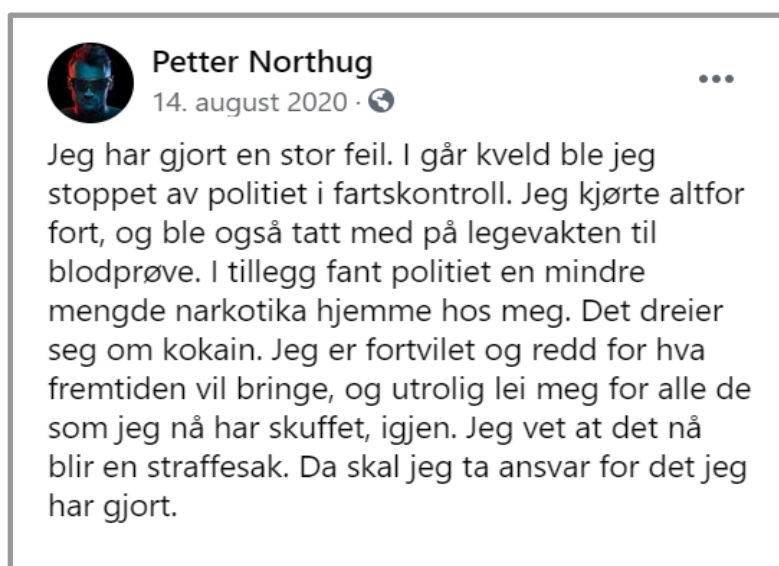 Petter Northug
14. august 2020 ·
Jeg har gjort en stor feil. I går kveld ble jeg
stoppet av politiet i fartskontroll. Jeg kjørte altfor
fort, og ble også tatt med på legevakten til
blodprøve. I tillegg fant politiet en mindre
mengde narkotika hjemme hos meg. Det dreier
seg om kokain. Jeg er fortvilet og redd for hva
fremtiden vil bringe, og utrolig lei meg for alle de
som jeg nå har skuffet, igjen. Jeg vet at det nå
blir en straffesak. Da skal jeg ta ansvar for det jeg
har gjort.